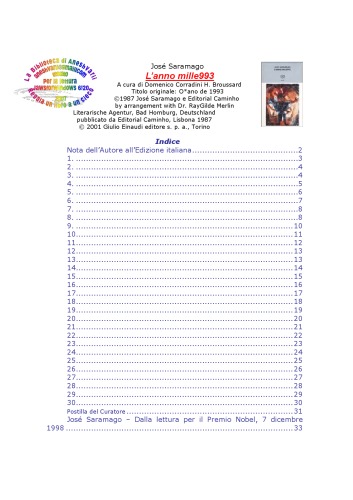 La Biblioteca di
José Saramago
L'anno mille993
A cura di Domenico Corradini H. Broussard
Titolo originale: O°ano de 1993
©1987 José Saramago e Editorial Caminho
by arrangement with Dr. RayGilde Merlin
Literarische Agentur, Bad Homburg, Deutschland
pubblicato da Editorial Caminho, Lisbona 1987
© 2001 Giulio Einaudi editore s. p. a., Torino
Indice
Nota dell'Autore all'Edizione italiana.........................................2
1. ......................................................................................3
2. ......................................................................................4
3. ......................................................................................4
4. ......................................................................................5
5. ......................................................................................6
6. ......................................................................................7
7. ......................................................................................8
8. ......................................................................................8
9. ....................................................................................10
10....................................................................................11
11....................................................................................12
12....................................................................................13
13....................................................................................13
14....................................................................................14
15....................................................................................15
16....................................................................................16
17....................................................................................17
18....................................................................................18
19....................................................................................19
20....................................................................................20
21....................................................................................21
22....................................................................................22
23....................................................................................23
24....................................................................................24
25....................................................................................25
26....................................................................................26
27....................................................................................27
28....................................................................................28
29....................................................................................29
30....................................................................................30
Postilla del Curatore ................................................................31
José Saramago – Dalla lettura per il Premio Nobel, 7 dicembre
1998 .................................................................................33